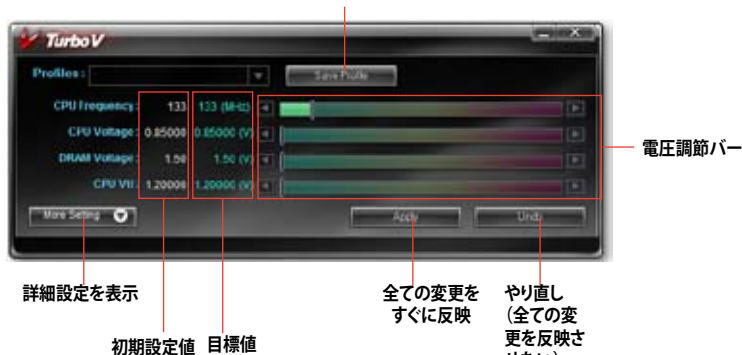 TurboV
Profiles :
Save Profile
CPU Frequency : 133 133 (MHz)
CPU Voltage : 0.85000 0.85000 (V)
DRAM Voltage : 1.50 1.50 (V)
CPU VTT : 1.20000 1.20000 (V)
電圧調節バー
More Setting Apply Undo
詳細設定を表示
全ての変更を
すぐに反映
やり直し
(全ての変
更を反映さ
初期設定値 目標値